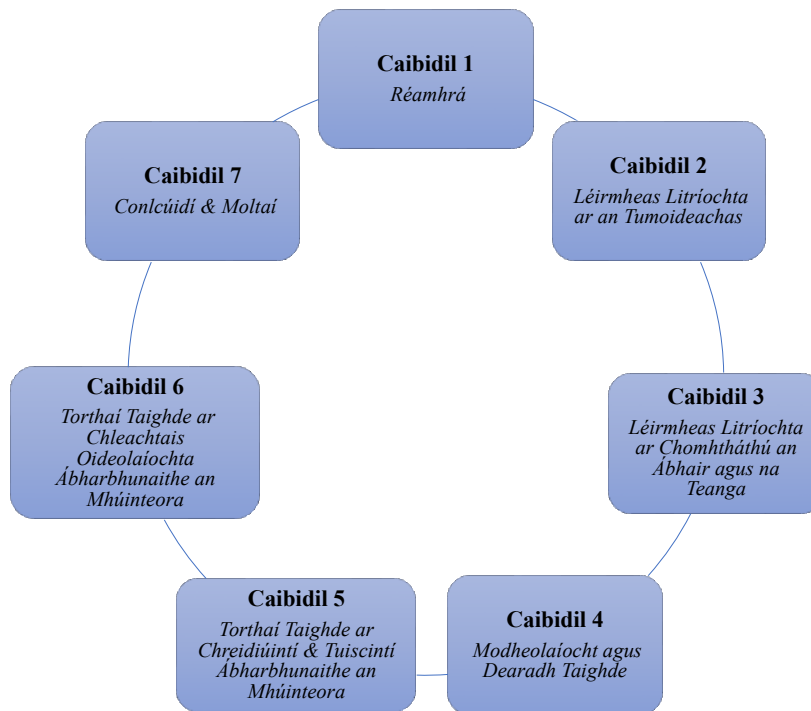 Caibidil 1
Réamhrá
Caibidil 2
Léirmheas Litríochta
ar an Tumoideachas
Caibidil 3
Léirmheas Litríochta
ar Chomhtháthú an
Ábhair agus na
Teanga
Caibidil 4
Modheolaíocht agus
Dearadh Taighde
Caibidil 5
Torthaí Taighde ar
Chreidiúintí & Tuiscintí
Ábharbhunaithe an
Mhúinteora
Caibidil 6
Torthaí Taighde ar
Chleachtais
Oideolaíochta
Ábharbhunaithe an
Mhúinteora
Caibidil 7
Conlcúidí & Moltaí